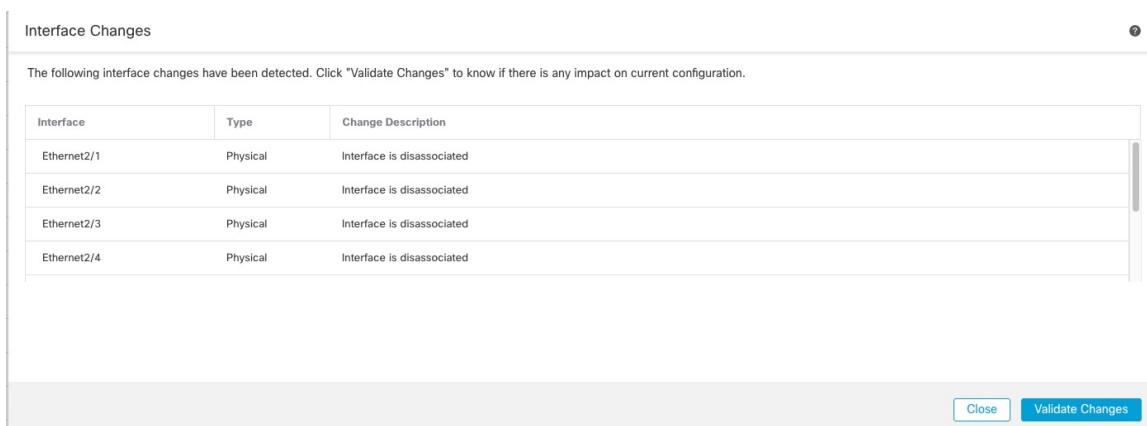 Interface Changes
?
The following interface changes have been detected. Click "Validate Changes" to know if there is any impact on current configuration.
Interface Type Change Description
Ethernet2/1 Physical Interface is disassociated
Ethernet2/2 Physical Interface is disassociated
Ethernet2/3 Physical Interface is disassociated
Ethernet2/4 Physical Interface is disassociated
Close Validate Changes